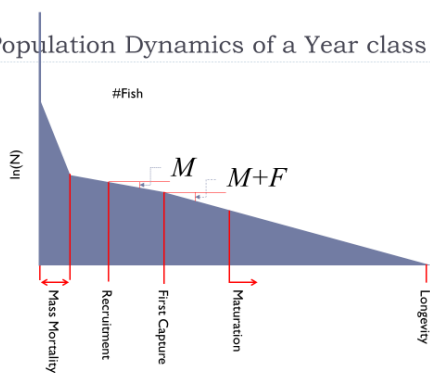 Population Dynamics of a Year class
#Fish
M
M+F
ln(N)
Mass Mortality
Recruitment
First Capture
Maturation
Longevity